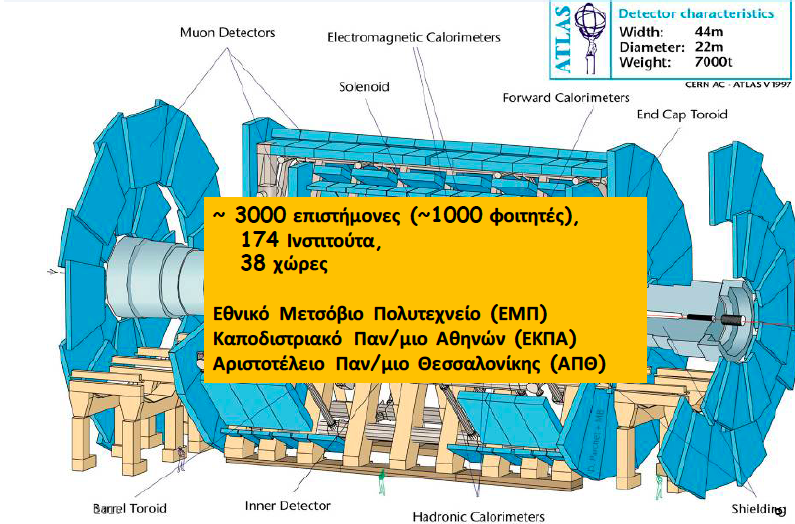 ATLAS
Detector characteristics
Width: 44m
Diameter: 22m
Weight: 7000t
CERN AC - ATLAS V1997
Muon Detectors
Electromagnetic Calorimeters
Solenoid
Forward Calorimeters
End Cap Toroid
~ 3000 επιστήμονες (~1000 φοιτητές),
174 Ινστιτούτα,
38 χώρες
Εθνικό Μετσόβιο Πολυτεχνείο (ΕΜΠ)
Καποδιστριακό Παν/μιο Αθηνών (ΕΚΠΑ)
Αριστοτέλειο Παν/μιο Θεσσαλονίκης (ΑΠΘ)
Barrel Toroid
Inner Detector
Hadronic Calorimeters
Shielding